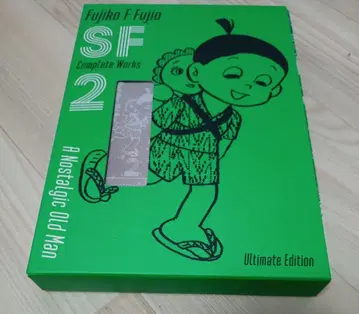 Fujiko F Fujio
SF
Complete Works
2
A Nostalgic Old Man
Ultimate Edition